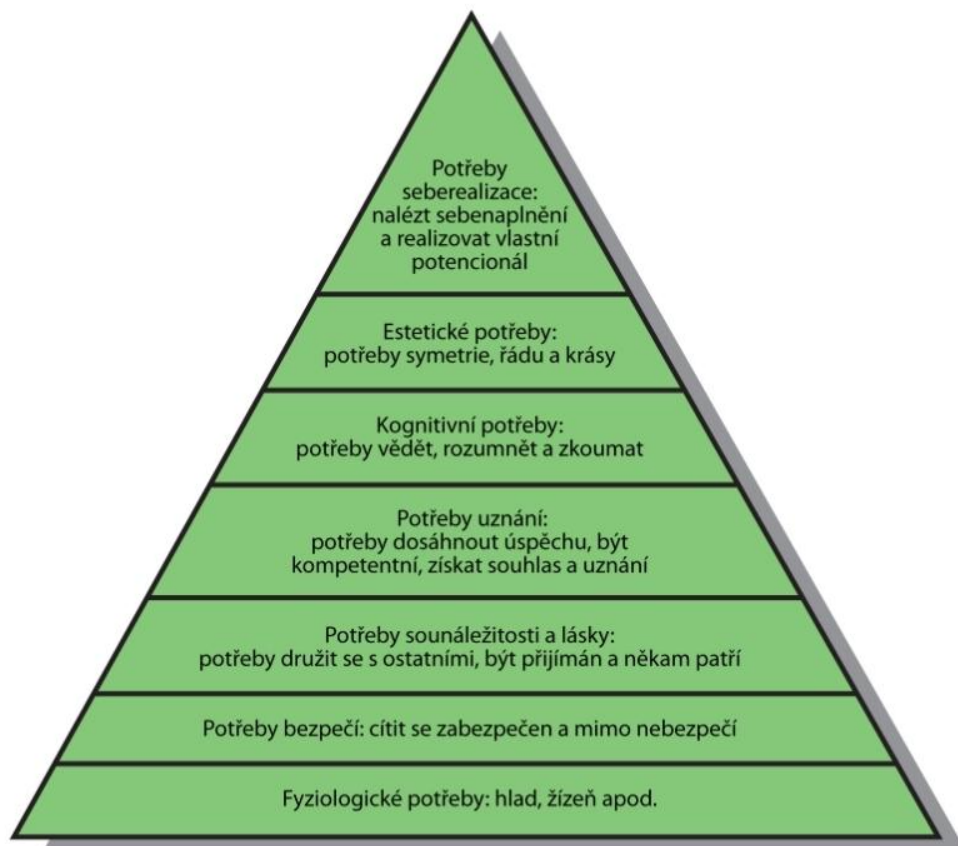 Potřeby
seberealizace:
nalézt sebenaplnění
a realizovat vlastní
potencionál
Estetické potřeby:
potřeby symetrie, řádu a krásy
Kognitivní potřeby:
potřeby vědět, rozumnět a zkoumat
Potřeby uznání:
potřeby dosáhnout úspěchu, být
kompetentní, získat souhlas a uznání
Potřeby sounáležitosti a lásky:
potřeby družit se s ostatními, být přijímán a někam patří
Potřeby bezpečí: cítit se zabezpečen a mimo nebezpečí
Fyziologické potřeby: hlad, žízeň apod.